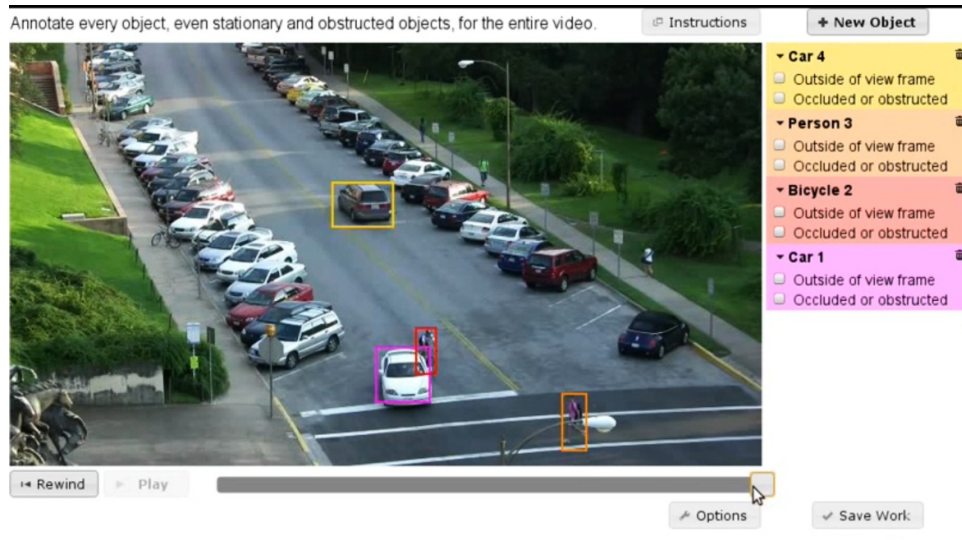 Annotate every object, even stationary and obstructed objects, for the entire video.
Instructions
+ New Object
Car 4
Outside of view frame
Occluded or obstructed
Person 3
Outside of view frame
Occluded or obstructed
Bicycle 2
Outside of view frame
Occluded or obstructed
Car 1
Outside of view frame
Occluded or obstructed
Rewind
Play
Options
Save Work